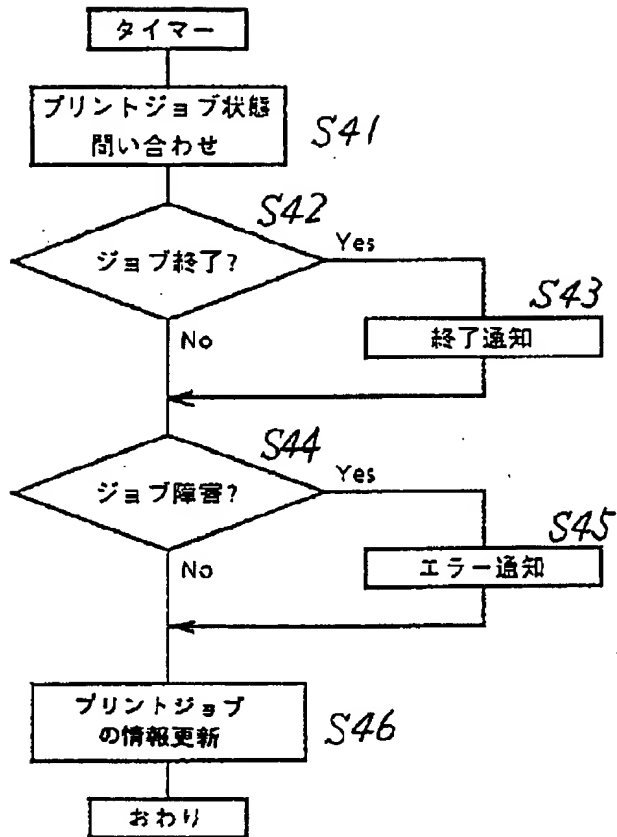 タイマー
プリントジョブ状態
問い合わせ
S41
S42
ジョブ終了?
Yes
S43
終了通知
No
S44
ジョブ障害?
Yes
S45
エラー通知
No
プリントジョブ
の情報更新
S46
おわり